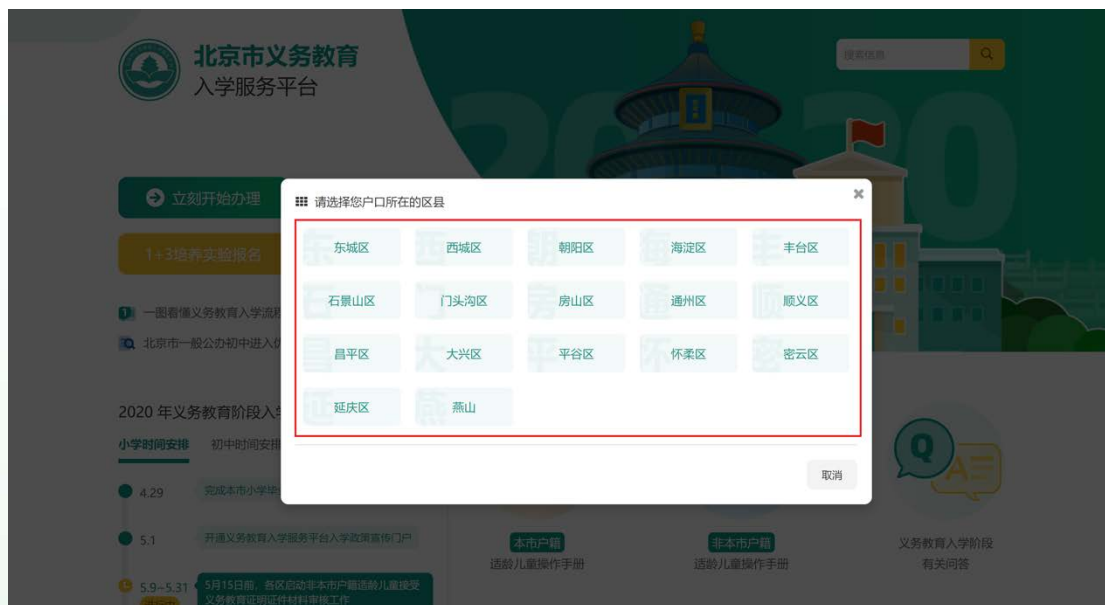 北京市义务教育
入学服务平台
搜索信息
2020
立刻开始办理
1+3培养实验报名
一图看懂义务教育入学流程
北京市一般公办初中进入优
请选择您户口所在的区县
东城区 西城区 朝阳区 海淀区 丰台区
石景山区 门头沟区 房山区 通州区 顺义区
昌平区 大兴区 平谷区 怀柔区 密云区
延庆区 燕山
取消
2020 年义务教育阶段入学
小学时间安排 初中时间安排
4.29 完成本市小学毕
5.1 开通义务教育入学服务平台入学政策宣传门户
5.9~5.31 5月15日前,各区启动非本市户籍适龄儿童接受
义务教育证明证件材料审核工作
本市户籍
适龄儿童操作手册
非本市户籍
适龄儿童操作手册
Q
A
义务教育入学阶段
有关问答